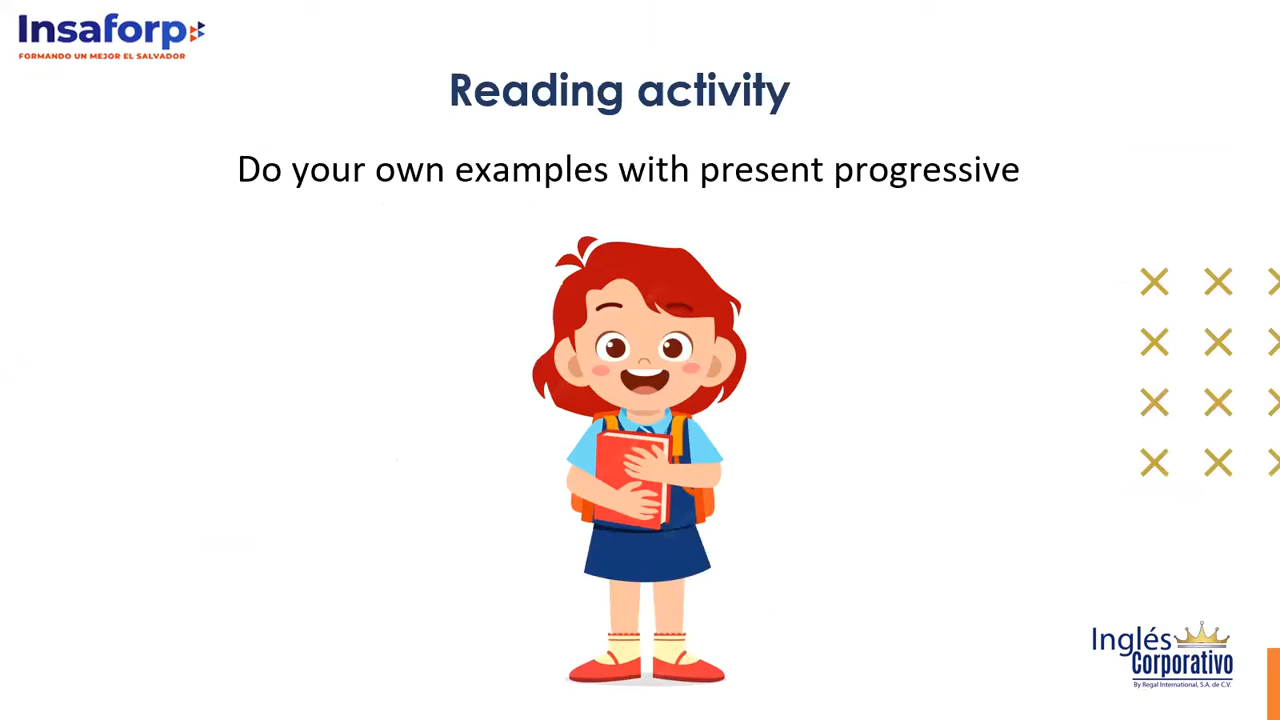 Insaforp
FORMANDO UN MEJOR EL SALVADOR
Reading activity
Do your own examples with present progressive
Inglés
Corporativo
By Regal International, S.A. de C.V.